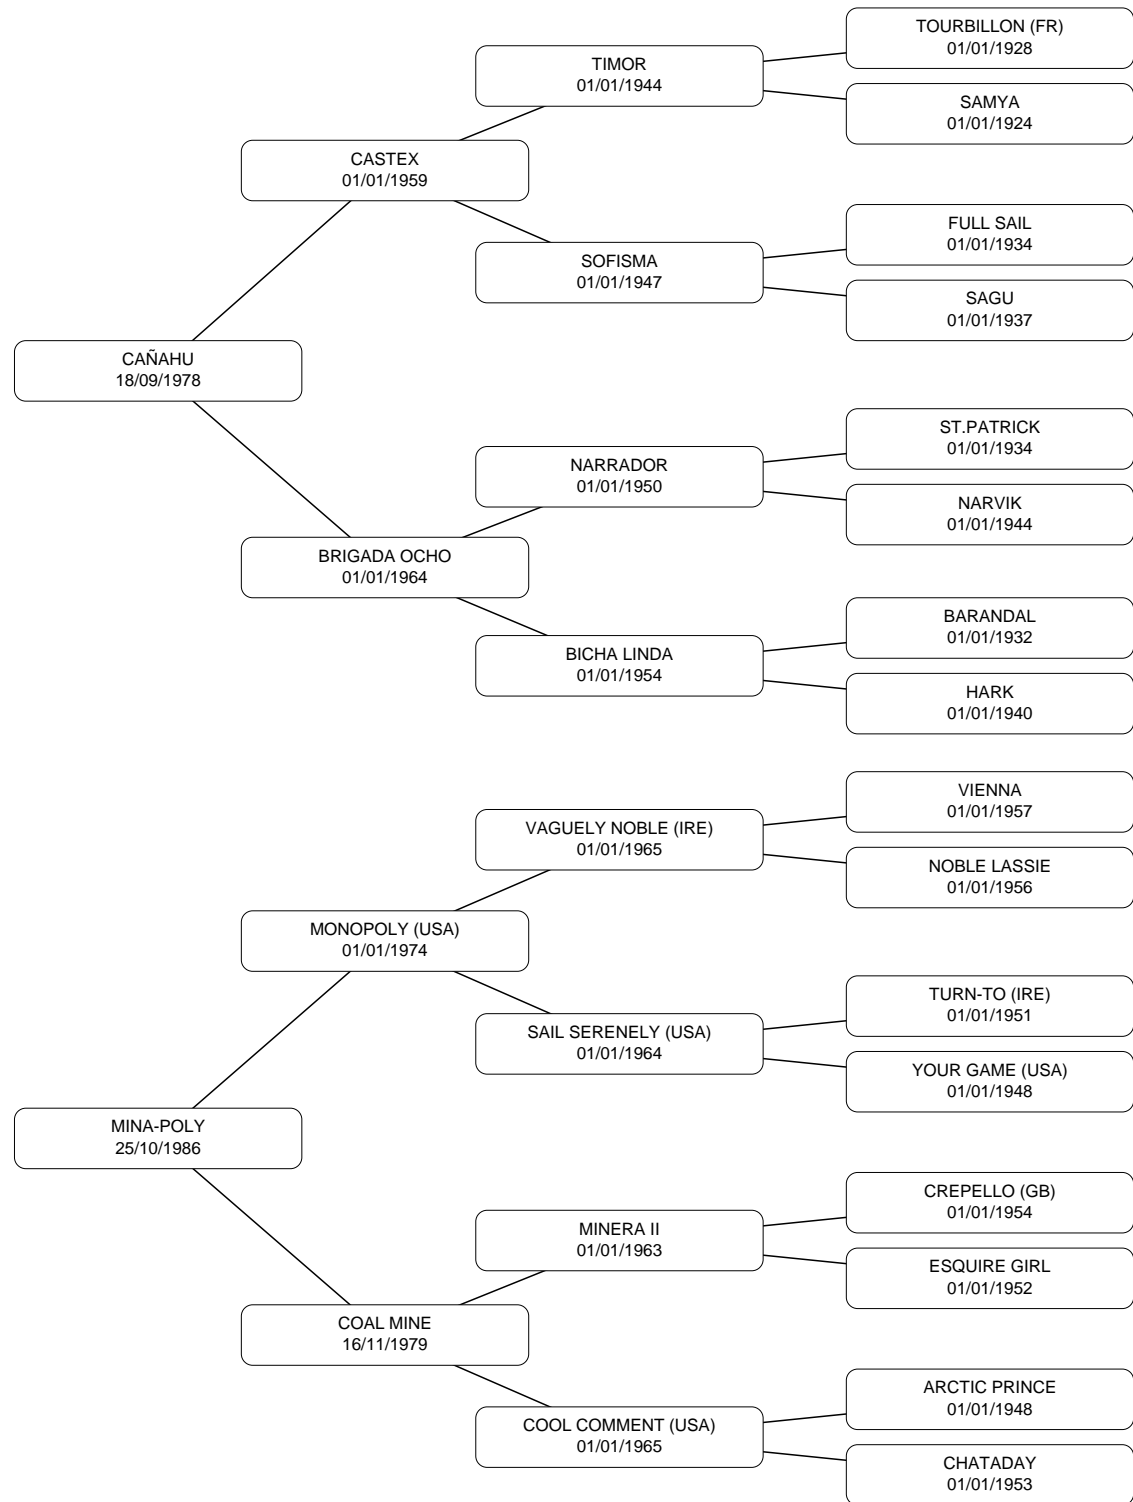 TOURBILLON (FR)
01/01/1928
TIMOR
01/01/1944
SAMYA
01/01/1924
CASTEX
01/01/1959
FULL SAIL
01/01/1934
SOFISMA
01/01/1947
SAGU
01/01/1937
CAÑAHU
18/09/1978
ST.PATRICK
01/01/1934
NARRADOR
01/01/1950
NARVIK
01/01/1944
BRIGADA OCHO
01/01/1964
BARANDAL
01/01/1932
BICHA LINDA
01/01/1954
HARK
01/01/1940
VIENNA
01/01/1957
VAGUELY NOBLE (IRE)
01/01/1965
NOBLE LASSIE
01/01/1956
MONOPOLY (USA)
01/01/1974
TURN-TO (IRE)
01/01/1951
SAIL SERENELY (USA)
01/01/1964
YOUR GAME (USA)
01/01/1948
MINA-POLY
25/10/1986
CREPELLO (GB)
01/01/1954
MINERA II
01/01/1963
ESQUIRE GIRL
01/01/1952
COAL MINE
16/11/1979
ARCTIC PRINCE
01/01/1948
COOL COMMENT (USA)
01/01/1965
CHATADAY
01/01/1953